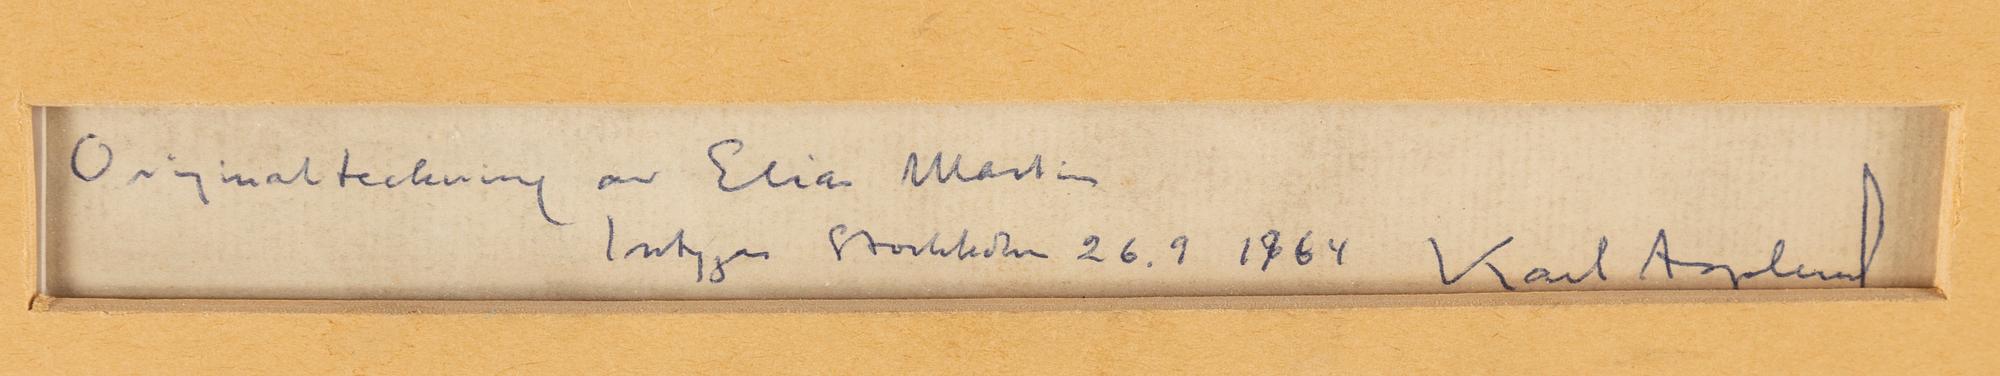 Originalteckning av Elias Martin
Intygas Stockholm 26.9 1964 Karl Asplund